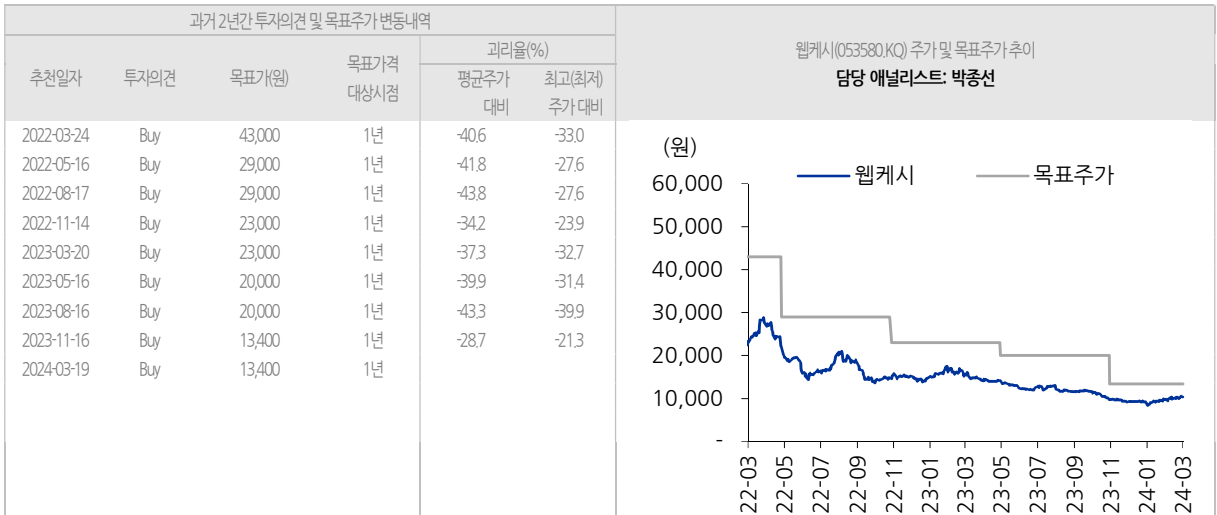 과거 2년간 투자의견 및 목표주가 변동내역
추천일자 투자의견 목표가(원) 목표가격 대상시점 괴리율(%)
평균주가 대비 최고(최저) 주가 대비
2022-03-24 Buy 43,000 1년 -40.6 -33.0
2022-05-16 Buy 29,000 1년 -41.8 -27.6
2022-08-17 Buy 29,000 1년 -43.8 -27.6
2022-11-14 Buy 23,000 1년 -34.2 -23.9
2023-03-20 Buy 23,000 1년 -37.3 -32.7
2023-05-16 Buy 20,000 1년 -39.9 -31.4
2023-08-16 Buy 20,000 1년 -43.3 -39.9
2023-11-16 Buy 13,400 1년 -28.7 -21.3
2024-03-19 Buy 13,400 1년
웹케시(053580.KQ) 주가 및 목표주가 추이
담당 애널리스트: 박종선
(원)
웹케시 목표주가
60,000
50,000
40,000
30,000
20,000
10,000
-
22-03 22-05 22-07 22-09 22-11 23-01 23-03 23-05 23-07 23-09 23-11 24-01 24-03